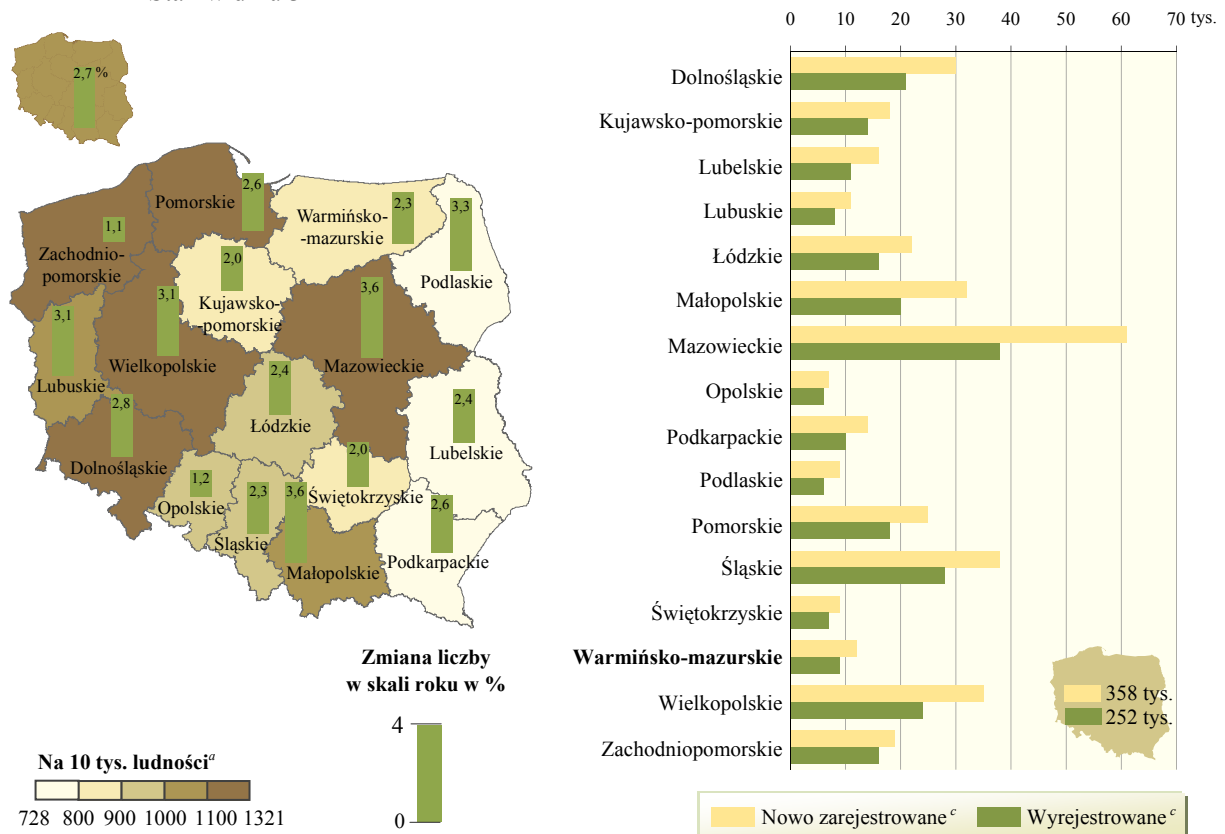 2,7 %
Pomorskie
2,6
Warmińsko-
-mazurskie
2,3
3,3
Podlaskie
1,1
Zachodnio-
pomorskie
2,0
Kujawsko-
-pomorskie
3,1
Wielkopolskie
3,6
Mazowieckie
3,1
Lubuskie
2,4
Łódzkie
2,4
Lubelskie
2,8
Dolnośląskie
1,2
Opolskie
2,3
Śląskie
3,6
Małopolskie
2,0
Świętokrzyskie
2,6
Podkarpackie
Zmiana liczby
w skali roku w %
4
0
Na 10 tys. ludności a
728 800 900 1000 1100 1321
0 10 20 30 40 50 60 70 tys.
Dolnośląskie
Kujawsko-pomorskie
Lubelskie
Lubuskie
Łódzkie
Małopolskie
Mazowieckie
Opolskie
Podkarpackie
Podlaskie
Pomorskie
Śląskie
Świętokrzyskie
Warmińsko-mazurskie
Wielkopolskie
Zachodniopomorskie
358 tys.
252 tys.
Nowo zarejestrowane c
Wyrejestrowane c